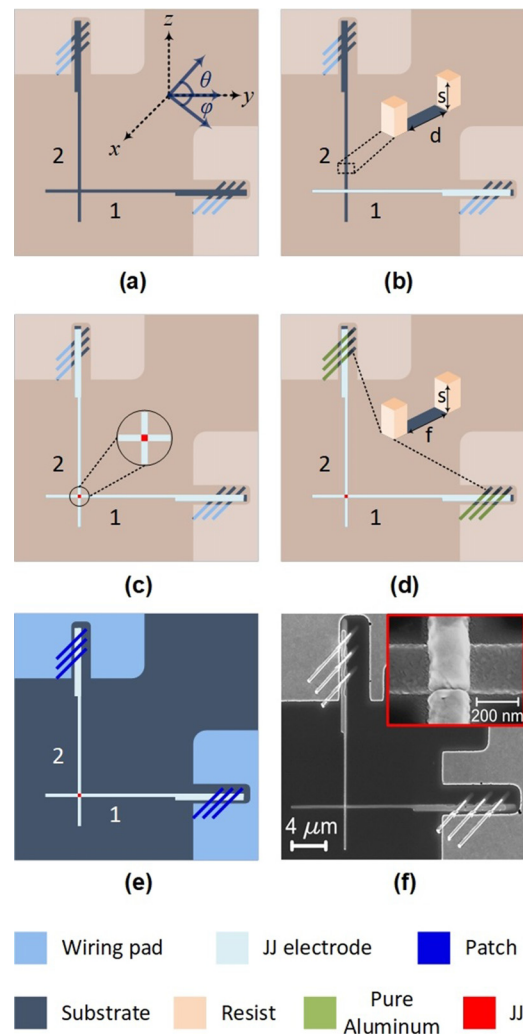 z
θ
y
φ
x
2
1
(a)
s
d
2
1
(b)
2
1
(c)
s
f
2
1
(d)
2
1
(e)
200 nm
4 μm
(f)
Wiring pad
JJ electrode
Patch
Substrate
Resist
Pure
Aluminum
JJ